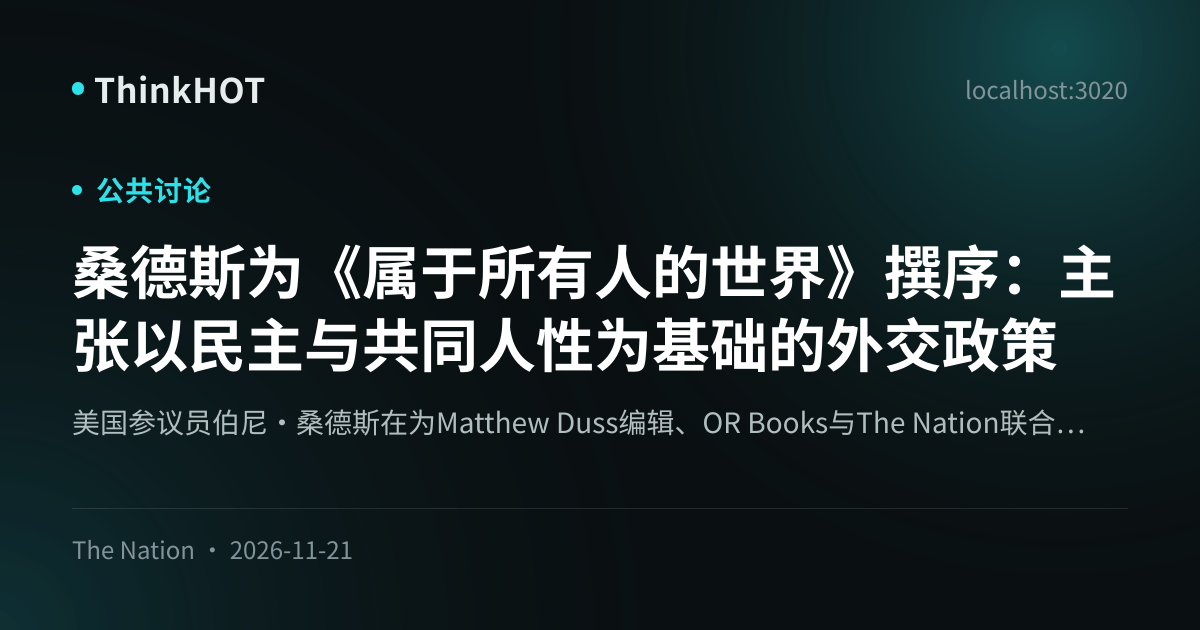 ThinkHOT
localhost:3020
公共讨论
桑德斯为《属于所有人的世界》撰序：主
张以民主与共同人性为基础的外交政策
美国参议员伯尼·桑德斯在为Matthew Duss编辑、OR Books与The Nation联合…
The Nation · 2026-11-21